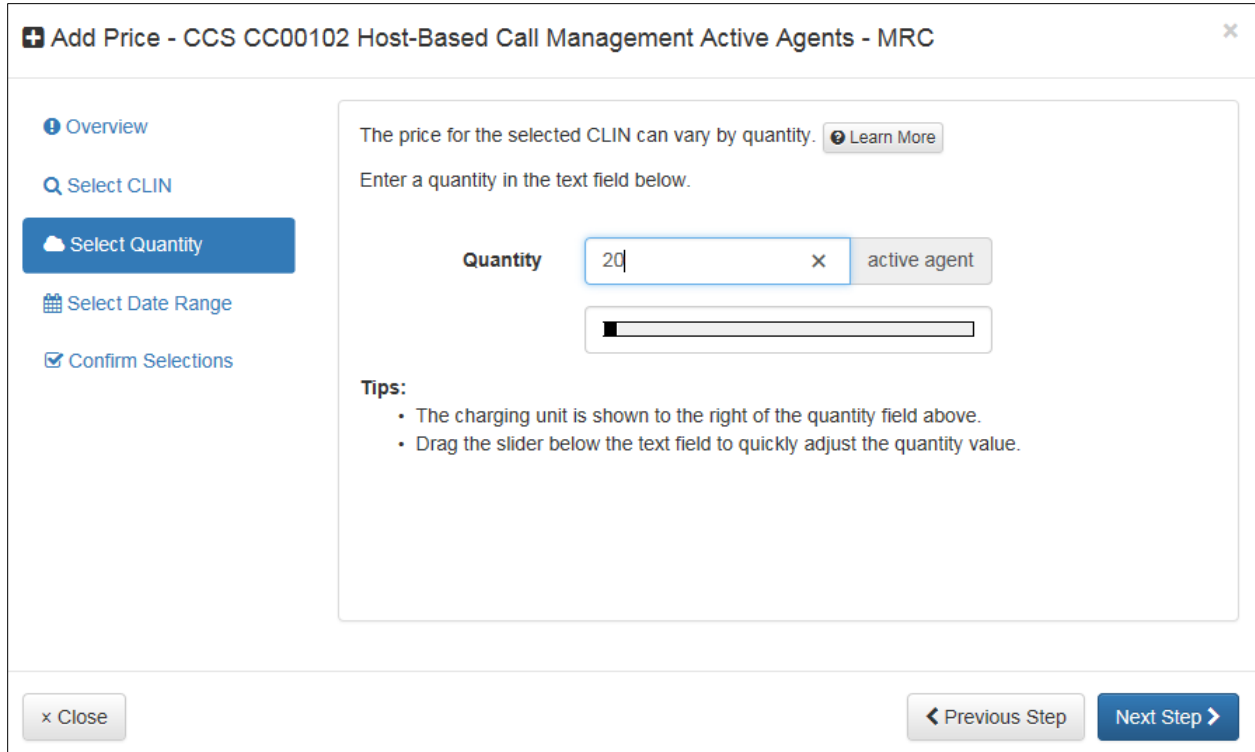 Add Price - CCS CC00102 Host-Based Call Management Active Agents - MRC
×
Overview
Select CLIN
Select Quantity
Select Date Range
Confirm Selections
The price for the selected CLIN can vary by quantity. Learn More
Enter a quantity in the text field below.
Quantity 20 × active agent
Tips:
• The charging unit is shown to the right of the quantity field above.
• Drag the slider below the text field to quickly adjust the quantity value.
× Close
Previous Step
Next Step